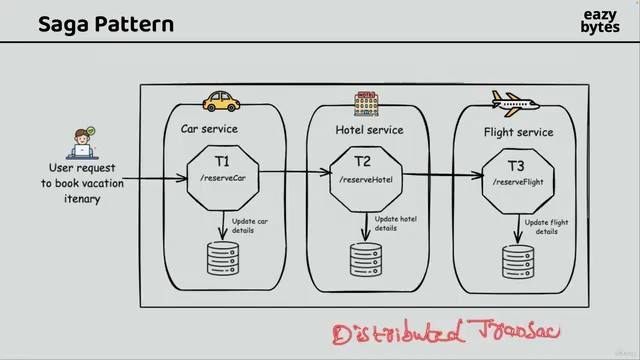 Saga Pattern
eazy
bytes
Car service
Hotel service
Flight service
T1
/reserveCar
T2
/reserveHotel
T3
/reserveFlight
User request
to book vacation
itenary
Update car
details
Update hotel
details
Update flight
details
Distributed Transac